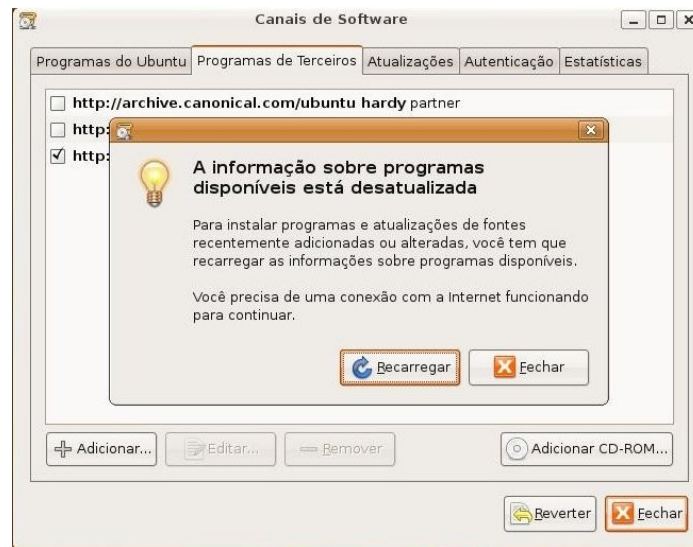 Canais de Software
Programas do Ubuntu Programas de Terceiros Atualizações Autenticação Estatísticas
http://archive.canonical.com/ubuntu hardy partner
http:
http:
A informação sobre programas
disponíveis está desatualizada
Para instalar programas e atualizações de fontes
recentemente adicionadas ou alteradas, você tem que
recarregar as informações sobre programas disponíveis.
Você precisa de uma conexão com a Internet funcionando
para continuar.
Recarregar Fechar
Adicionar... Editar... Remover Adicionar CD-ROM...
Reverter Fechar